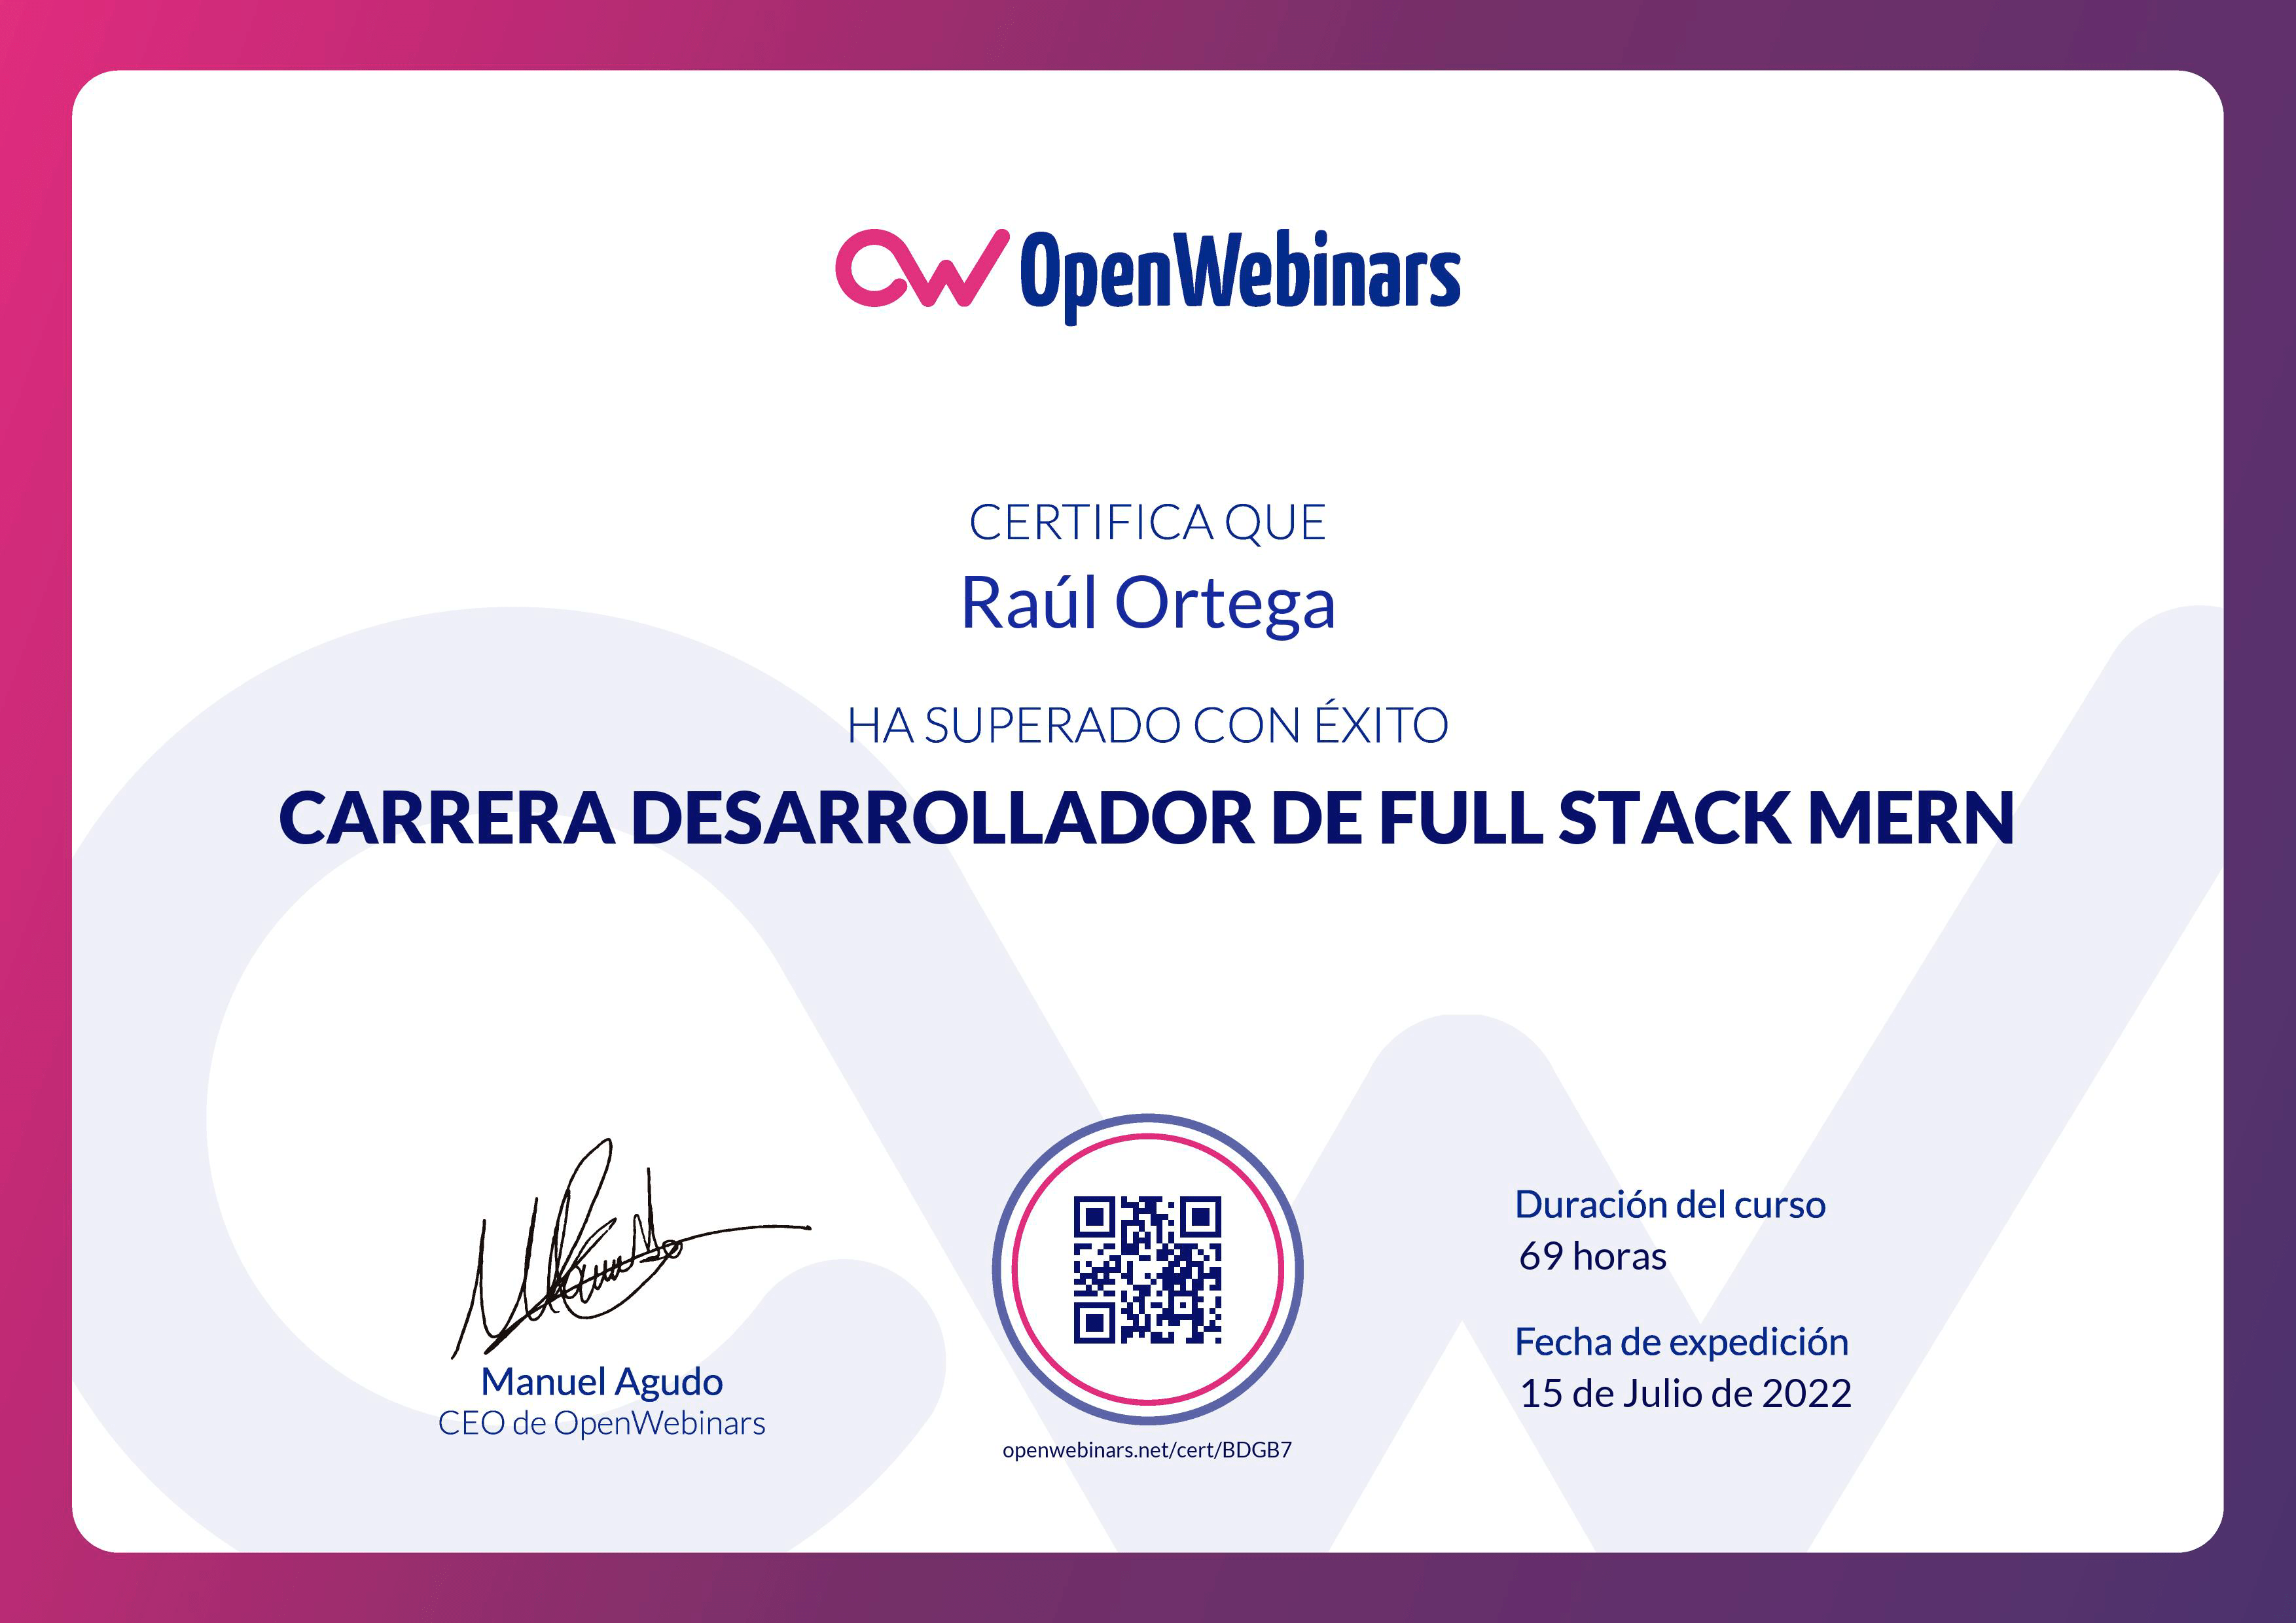 OpenWebinars
CERTIFICA QUE
Raúl Ortega
HA SUPERADO CON ÉXITO
CARRERA DESARROLLADOR DE FULL STACK MERN
Manuel Agudo
CEO de OpenWebinars
openwebinars.net/cert/BDGB7
Duración del curso
69 horas
Fecha de expedición
15 de Julio de 2022